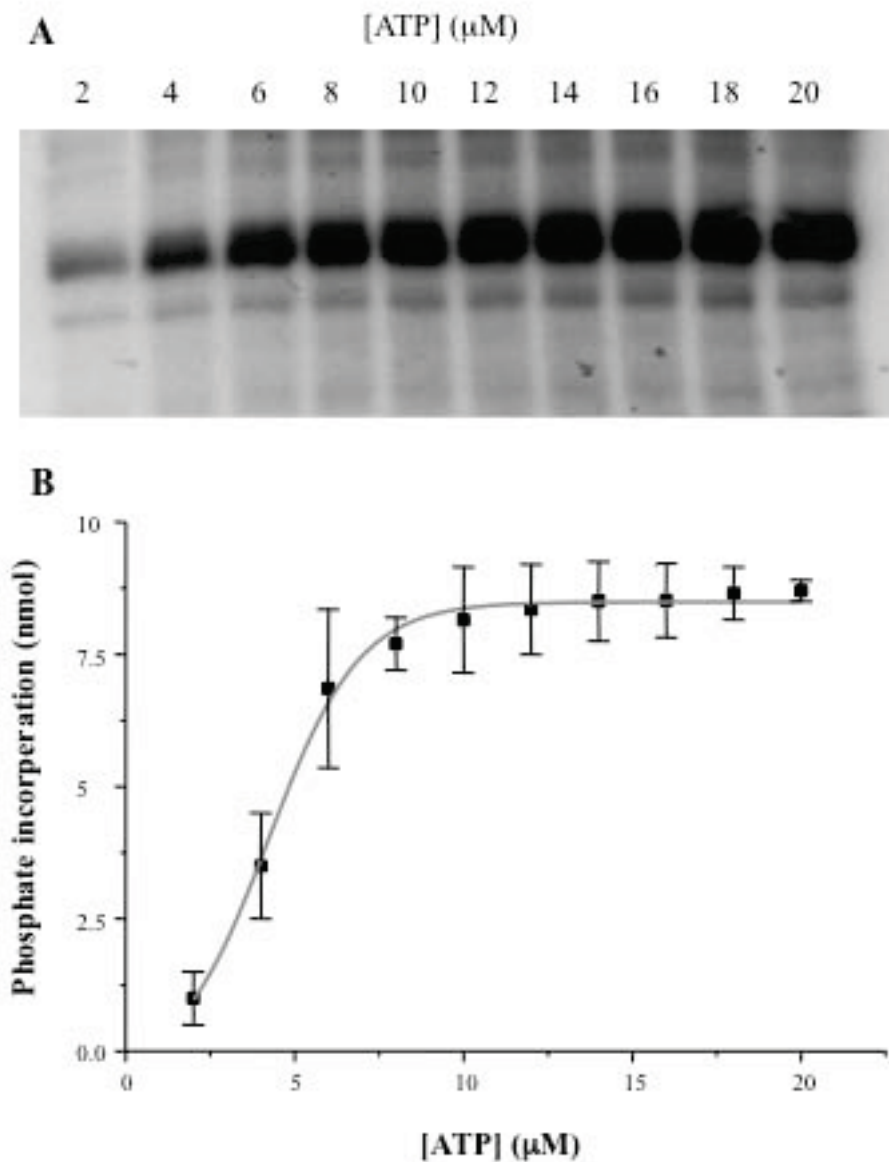 A
[ATP] (μM)
2 4 6 8 10 12 14 16 18 20
B
Phosphate incorperation (nmol)
10
7.5
5
2.5
0.0
0 5 10 15 20
[ATP] (μM)